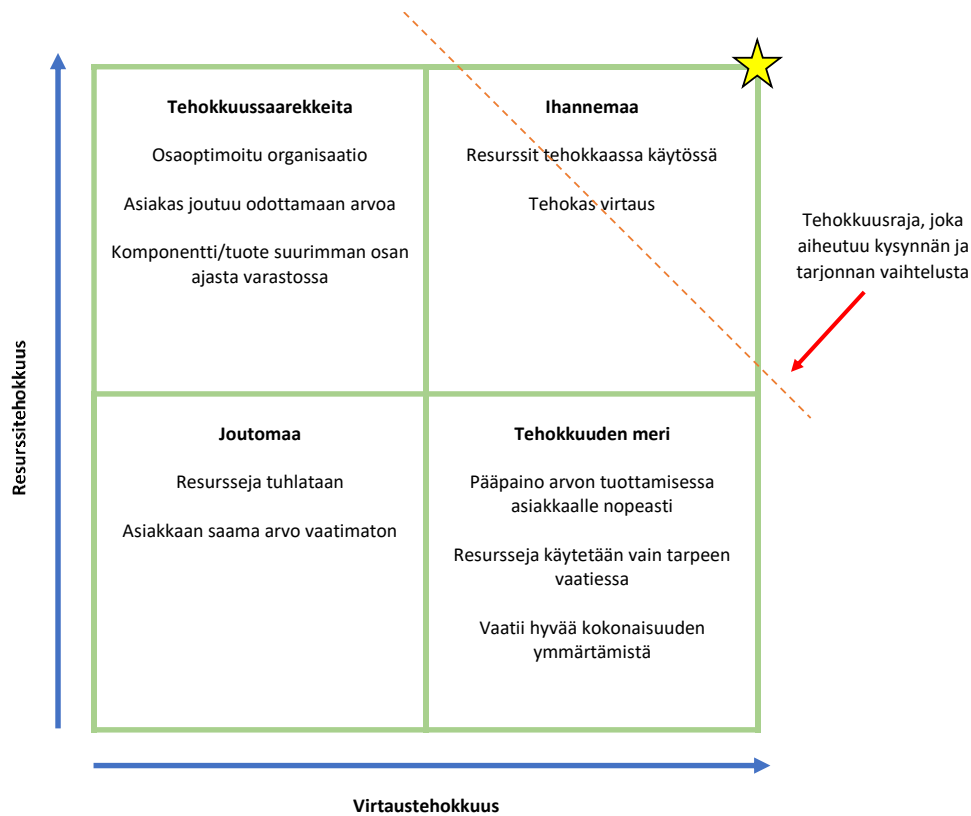 Tehokkuussaarekkeita
Osaoptimoitu organisaatio
Asiakas joutuu odottamaan arvoa
Komponentti/tuote suurimman osan
ajasta varastossa
Ihannemaa
Resurssit tehokkaassa käytössä
Tehokas virtaus
Tehokkuusraja, joka
aiheutuu kysynnän ja
tarjonnan vaihtelusta
Resurssitehokkuus
Joutomaa
Resursseja tuhlataan
Asiakkaan saama arvo vaatimaton
Tehokkuuden meri
Pääpaino arvon tuottamisessa
asiakkaalle nopeasti
Resursseja käytetään vain tarpeen
vaatiessa
Vaatii hyvää kokonaisuuden
ymmärtämistä
Virtaustehokkuus